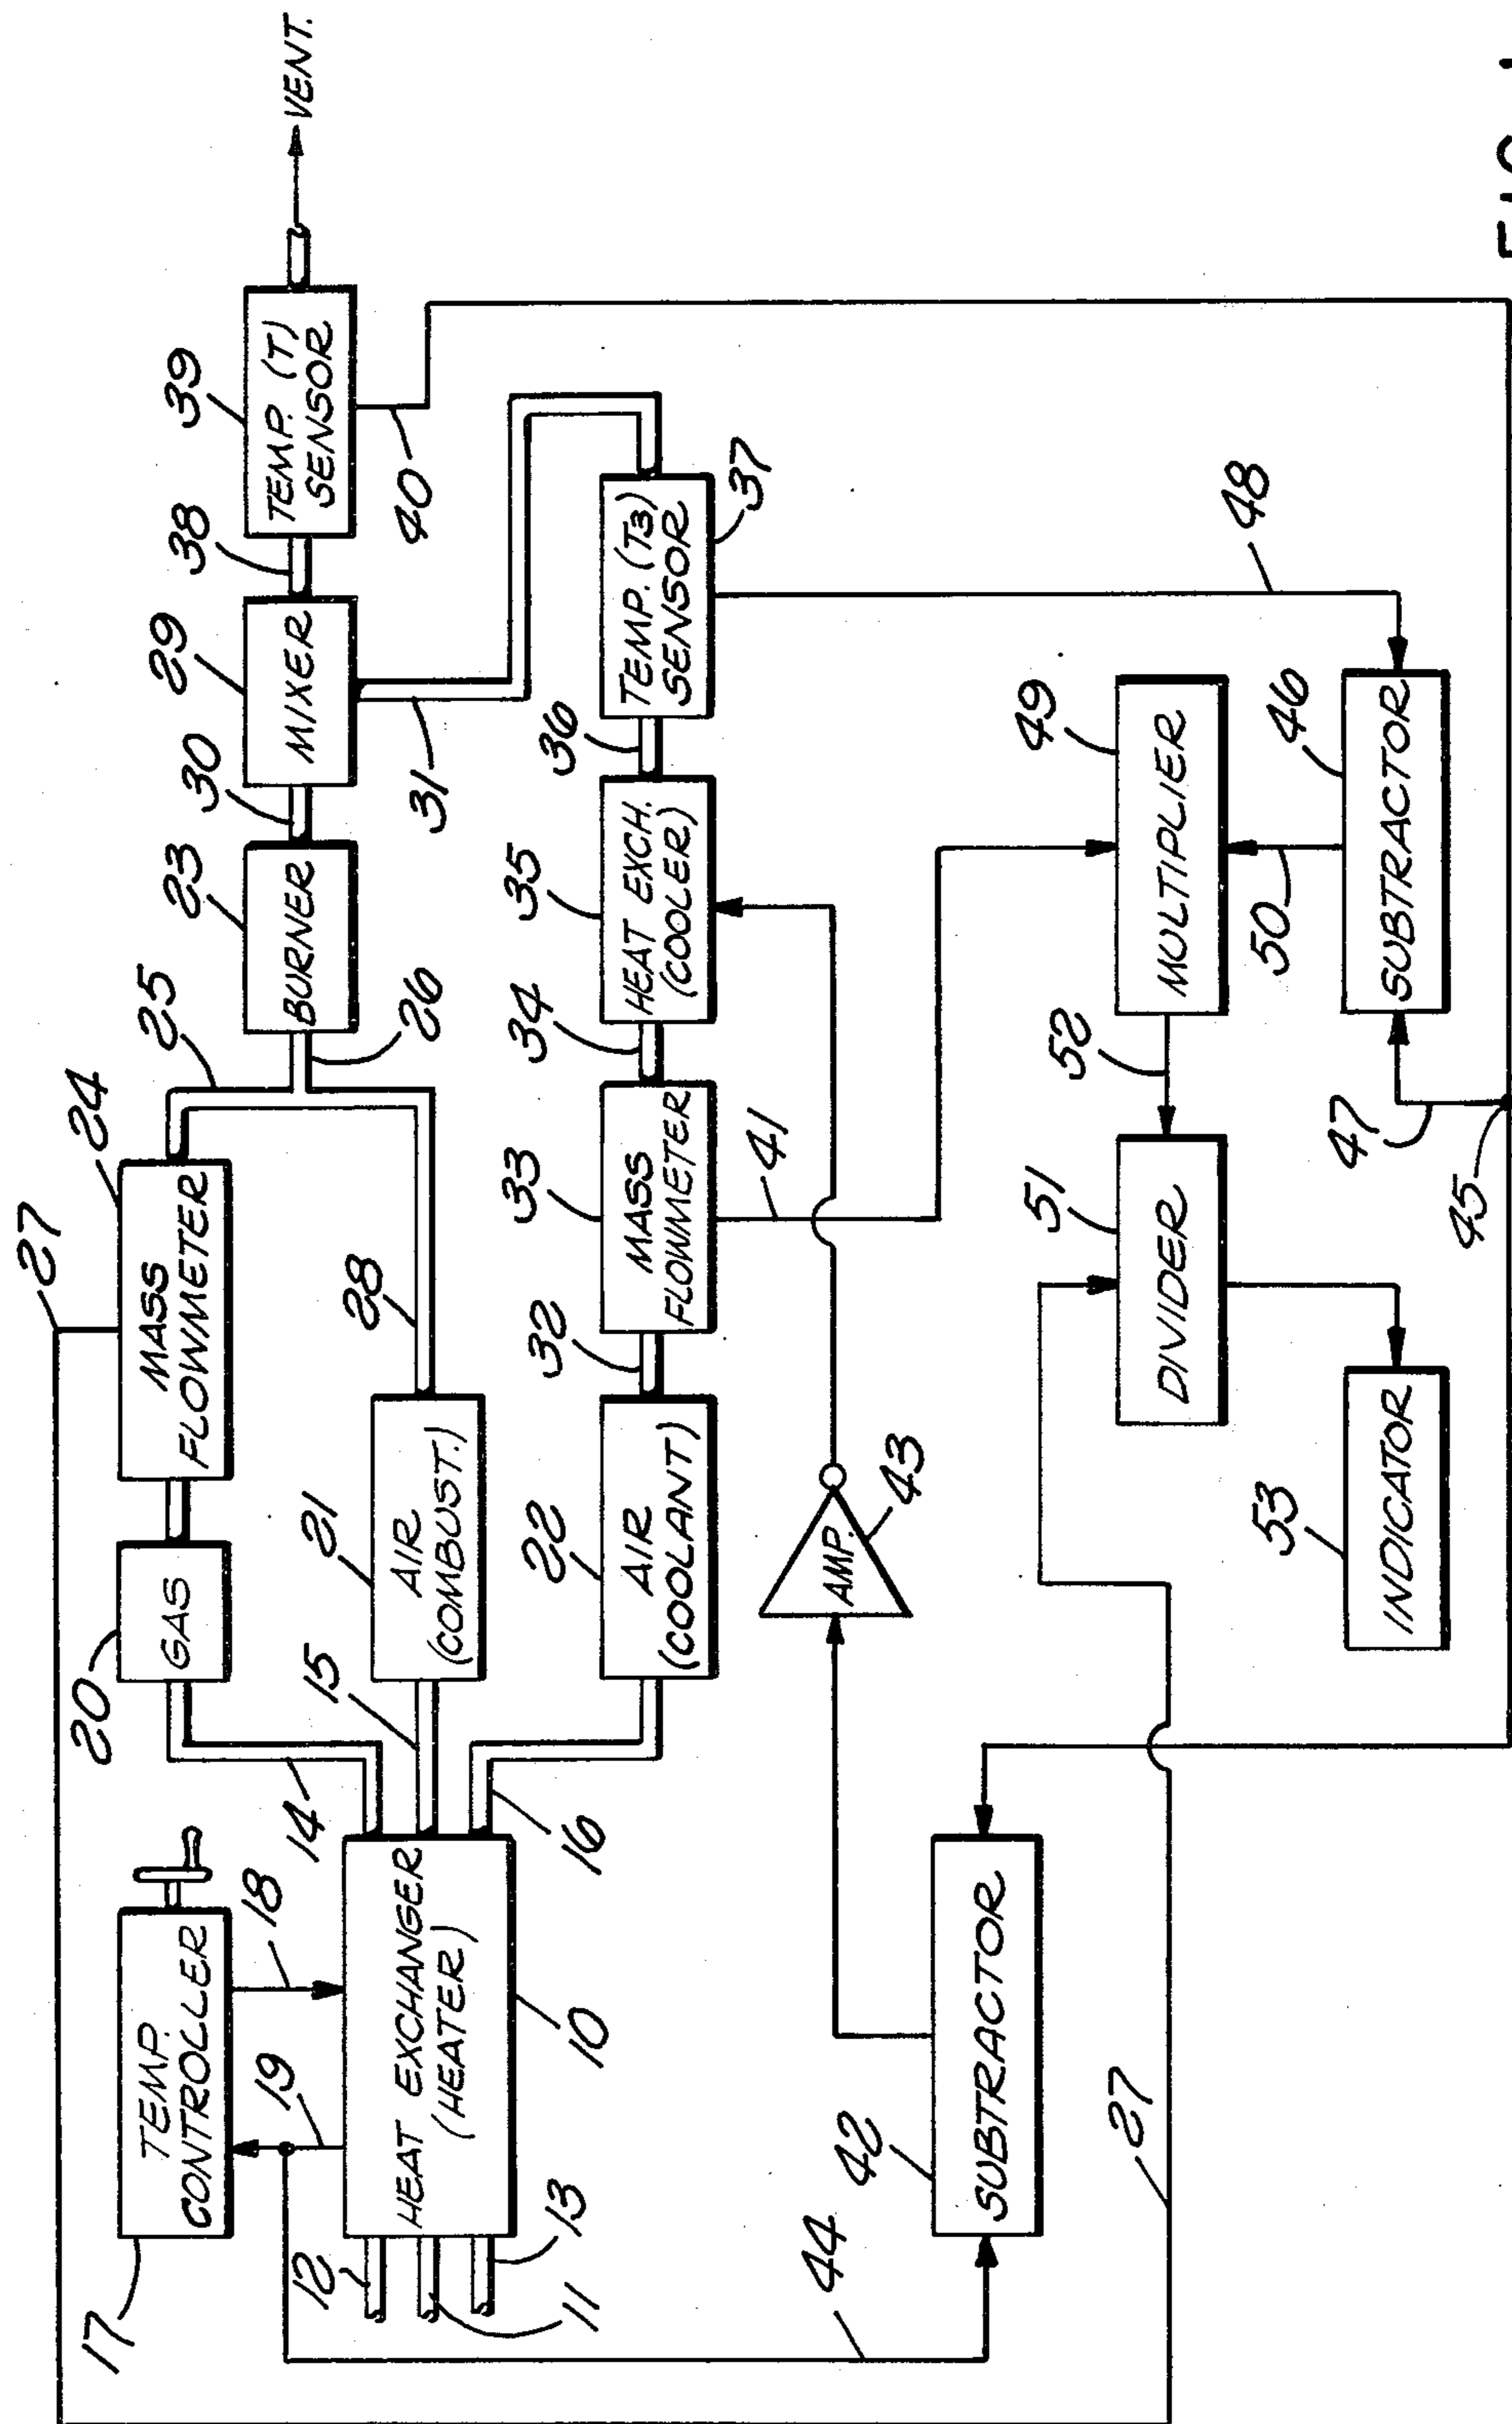 27
24
MASS
FLOWMETER
25
20
GAS
17
TEMP.
CONTROLLER
18
19
14
12
11
13
HEAT EXCHANGER
(HEATER)
10
15
16
21
AIR
(COMBUST.)
28
26
23
BURNER
30
29
MIXER
31
38
39
TEMP. (T)
SENSOR
40
VENT.
22
AIR
(COOLANT)
32
33
MASS
FLOWMETER
41
34
35
HEAT EXCH.
(COOLER)
36
TEMP. (T3)
SENSOR
37
48
AMP.
43
42
SUBTRACTOR
44
27
51
DIVIDER
52
49
MULTIPLIER
50
46
SUBTRACTOR
47
45
53
INDICATOR